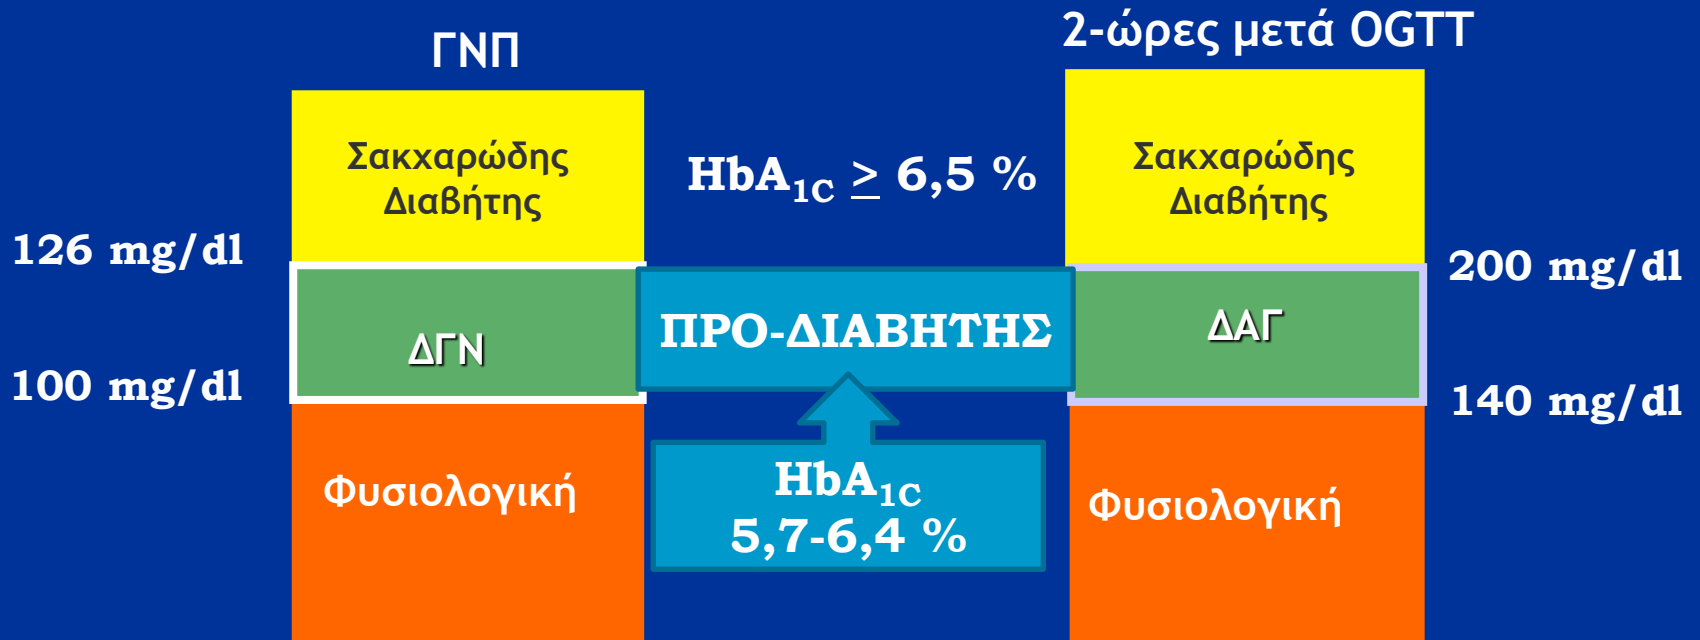 ΓΝΠ
2-ώρες μετά OGTT
Σακχαρώδης
Διαβήτης
HbA1C ≥ 6,5 %
Σακχαρώδης
Διαβήτης
126 mg/dl
200 mg/dl
ΔΓΝ
ΠΡΟ-ΔΙΑΒΗΤΗΣ
ΔΑΓ
100 mg/dl
140 mg/dl
Φυσιολογική
HbA1C
5,7-6,4 %
Φυσιολογική